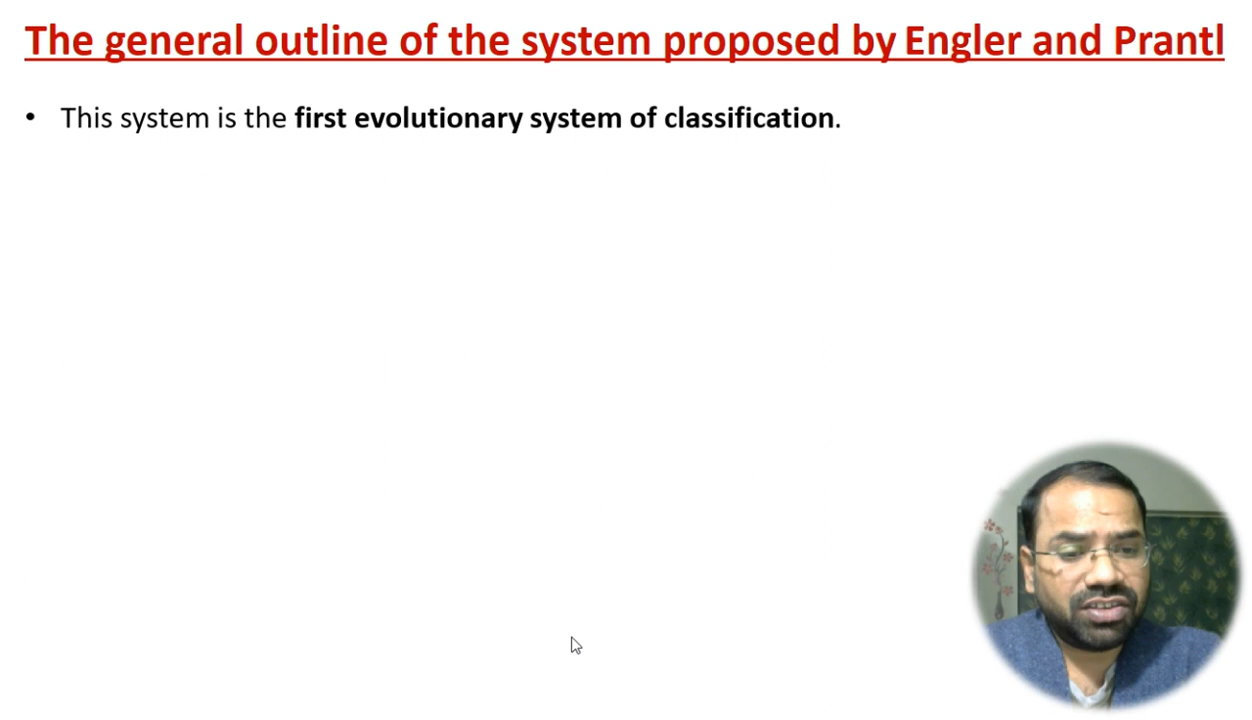 The general outline of the system proposed by Engler and Prantl
• This system is the first evolutionary system of classification.